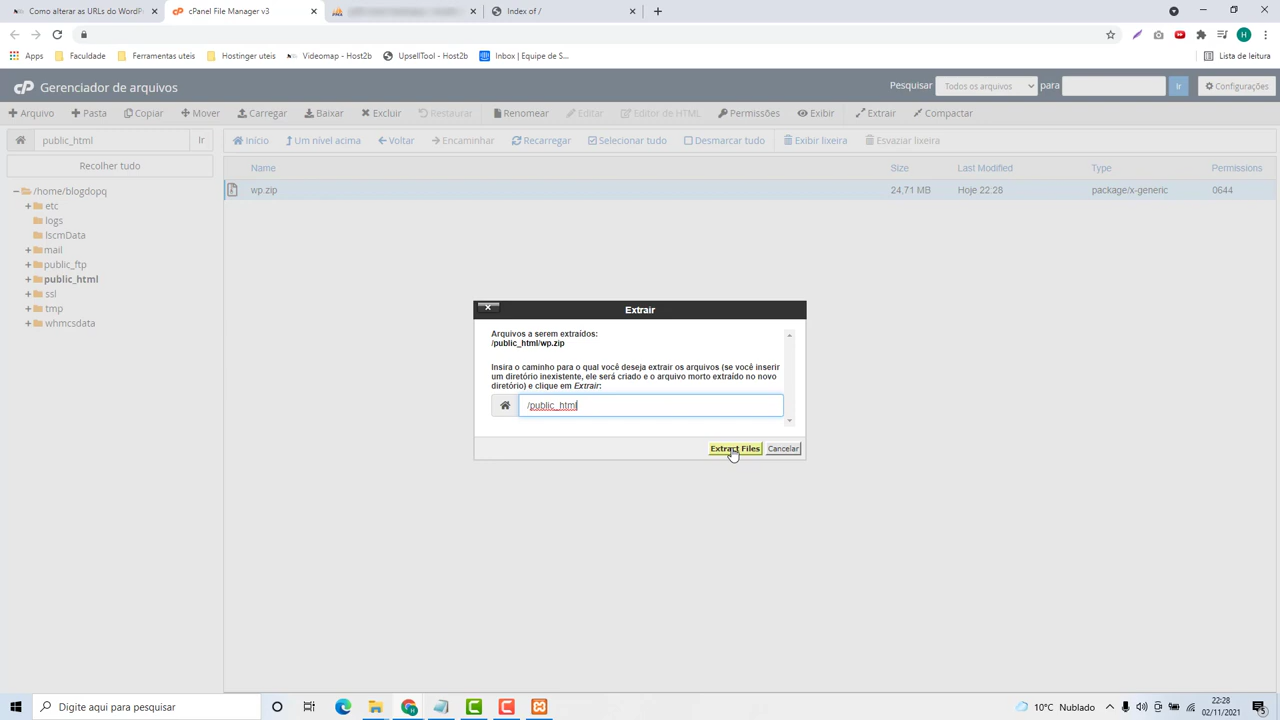 Como alterar as URLs do WordP
cPanel File Manager v3
Index of /
Apps
Faculdade
Ferramentas uteis
Hostinger uteis
Videomap - Host2b
UpsellTool - Host2b
Inbox | Equipe de S...
Lista de leitura
H
cP Gerenciador de arquivos
Pesquisar
Todos os arquivos
para
Ir
Configurações
Arquivo
Pasta
Copiar
Mover
Carregar
Baixar
Excluir
Restaurar
Renomear
Editar
Editor de HTML
Permissões
Exibir
Extrair
Compactar
public_html
Ir
Início
Um nível acima
Voltar
Encaminhar
Recarregar
Selecionar tudo
Desmarcar tudo
Exibir lixeira
Esvaziar lixeira
Recolher tudo
/home/blogdopq
etc
logs
lscmData
mail
public_ftp
public_html
ssl
tmp
whmcsdata
Name
Size
Last Modified
Type
Permissions
wp.zip
24,71 MB
Hoje 22:28
package/x-generic
0644
Extrair
Arquivos a serem extraídos:
/public_html/wp.zip
Insira o caminho para o qual você deseja extrair os arquivos (se você inserir
um diretório inexistente, ele será criado e o arquivo morto extraído no novo
diretório) e clique em Extrair:
/public_html
Extract Files
Cancelar
Digite aqui para pesquisar
10°C Nublado
22:28
02/11/2021